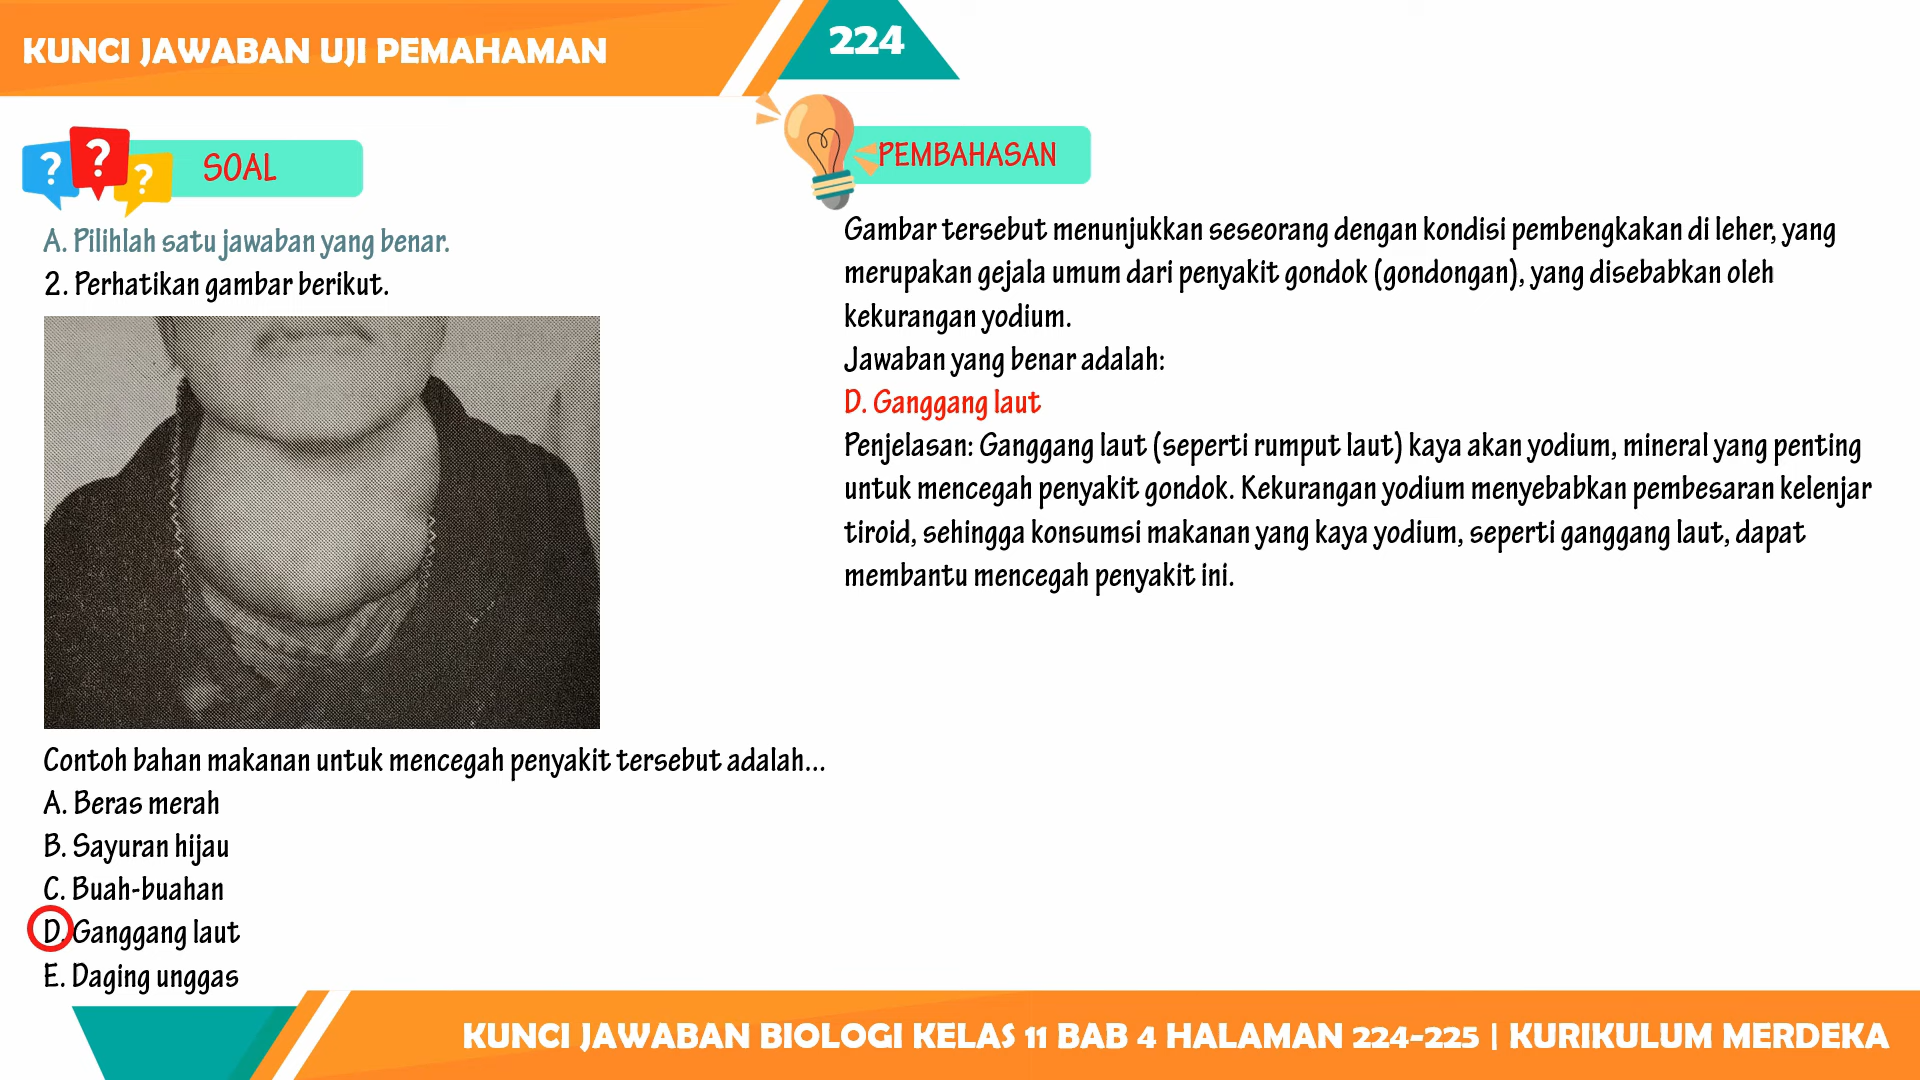 KUNCI JAWABAN UJI PEMAHAMAN
224
? ? ?
SOAL
A. Pilihlah satu jawaban yang benar.
2. Perhatikan gambar berikut.
Contoh bahan makanan untuk mencegah penyakit tersebut adalah...
A. Beras merah
B. Sayuran hijau
C. Buah-buahan
D. Ganggang laut
E. Daging unggas
PEMBAHASAN
Gambar tersebut menunjukkan seseorang dengan kondisi pembengkakan di leher, yang
merupakan gejala umum dari penyakit gondok (gondongan), yang disebabkan oleh
kekurangan yodium.
Jawaban yang benar adalah:
D. Ganggang laut
Penjelasan: Ganggang laut (seperti rumput laut) kaya akan yodium, mineral yang penting
untuk mencegah penyakit gondok. Kekurangan yodium menyebabkan pembesaran kelenjar
tiroid, sehingga konsumsi makanan yang kaya yodium, seperti ganggang laut, dapat
membantu mencegah penyakit ini.
KUNCI JAWABAN BIOLOGI KELAS 11 BAB 4 HALAMAN 224-225 | KURIKULUM MERDEKA